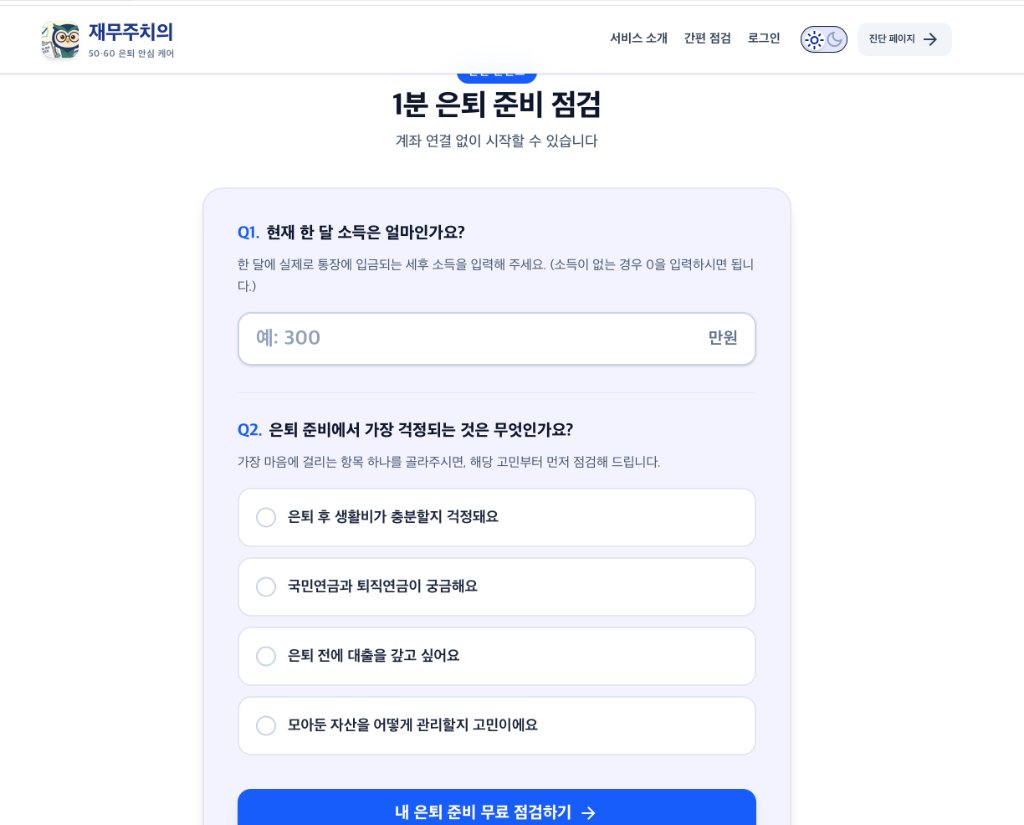 재무주치의
50·60 은퇴 안심 케어
서비스 소개
간편 점검
로그인
진단 페이지
1분 은퇴 준비 점검
계좌 연결 없이 시작할 수 있습니다
Q1. 현재 한 달 소득은 얼마인가요?
한 달에 실제로 통장에 입금되는 세후 소득을 입력해 주세요. (소득이 없는 경우 0을 입력하시면 됩니
다.)
예: 300
만원
Q2. 은퇴 준비에서 가장 걱정되는 것은 무엇인가요?
가장 마음에 걸리는 항목 하나를 골라주시면, 해당 고민부터 먼저 점검해 드립니다.
은퇴 후 생활비가 충분할지 걱정돼요
국민연금과 퇴직연금이 궁금해요
은퇴 전에 대출을 갚고 싶어요
모아둔 자산을 어떻게 관리할지 고민이에요
내 은퇴 준비 무료 점검하기 →